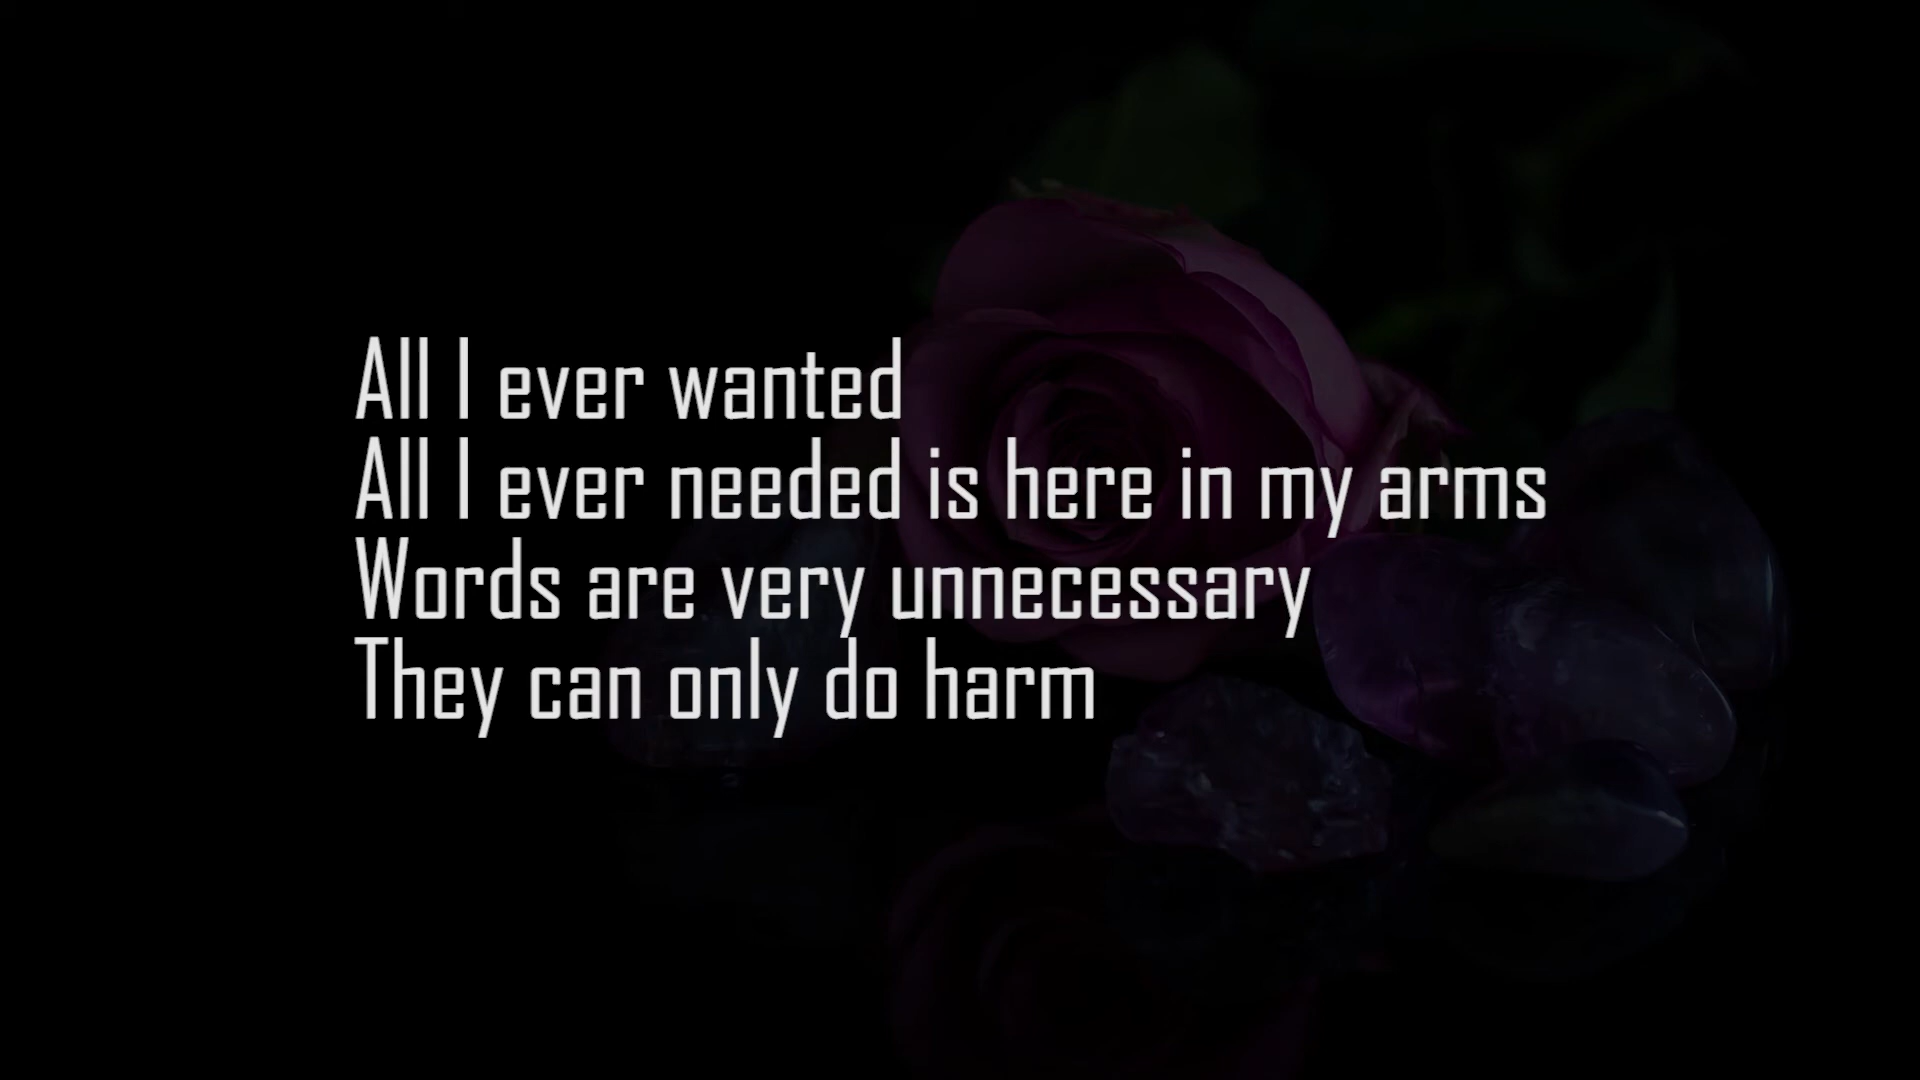 All I ever wanted
All I ever needed is here in my arms
Words are very unnecessary
They can only do harm